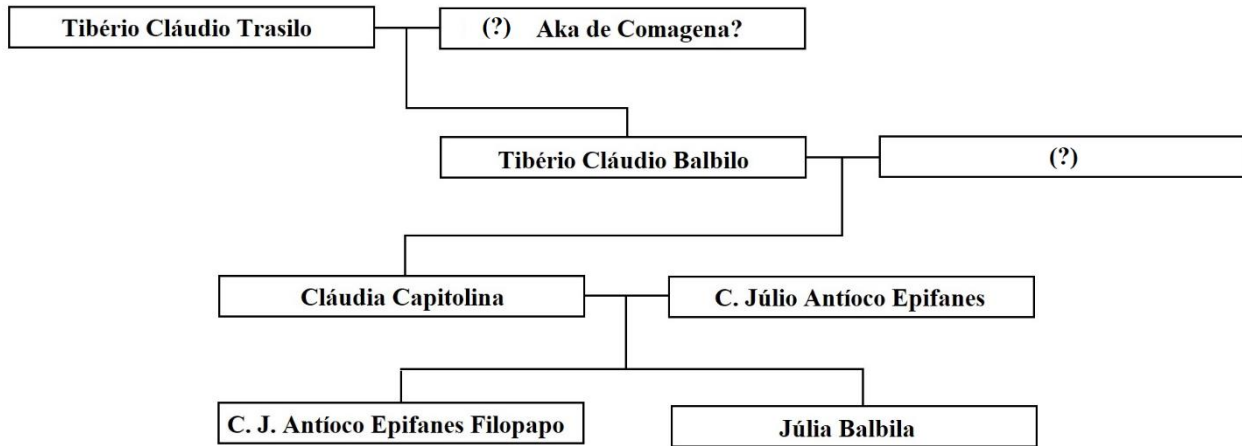 Tibério Cláudio Trasilo
(?) Aka de Comagena?
Tibério Cláudio Balbilo
(?)
Cláudia Capitolina
C. Júlio Antíoco Epifanes
C. J. Antíoco Epifanes Filopapo
Júlia Balbila